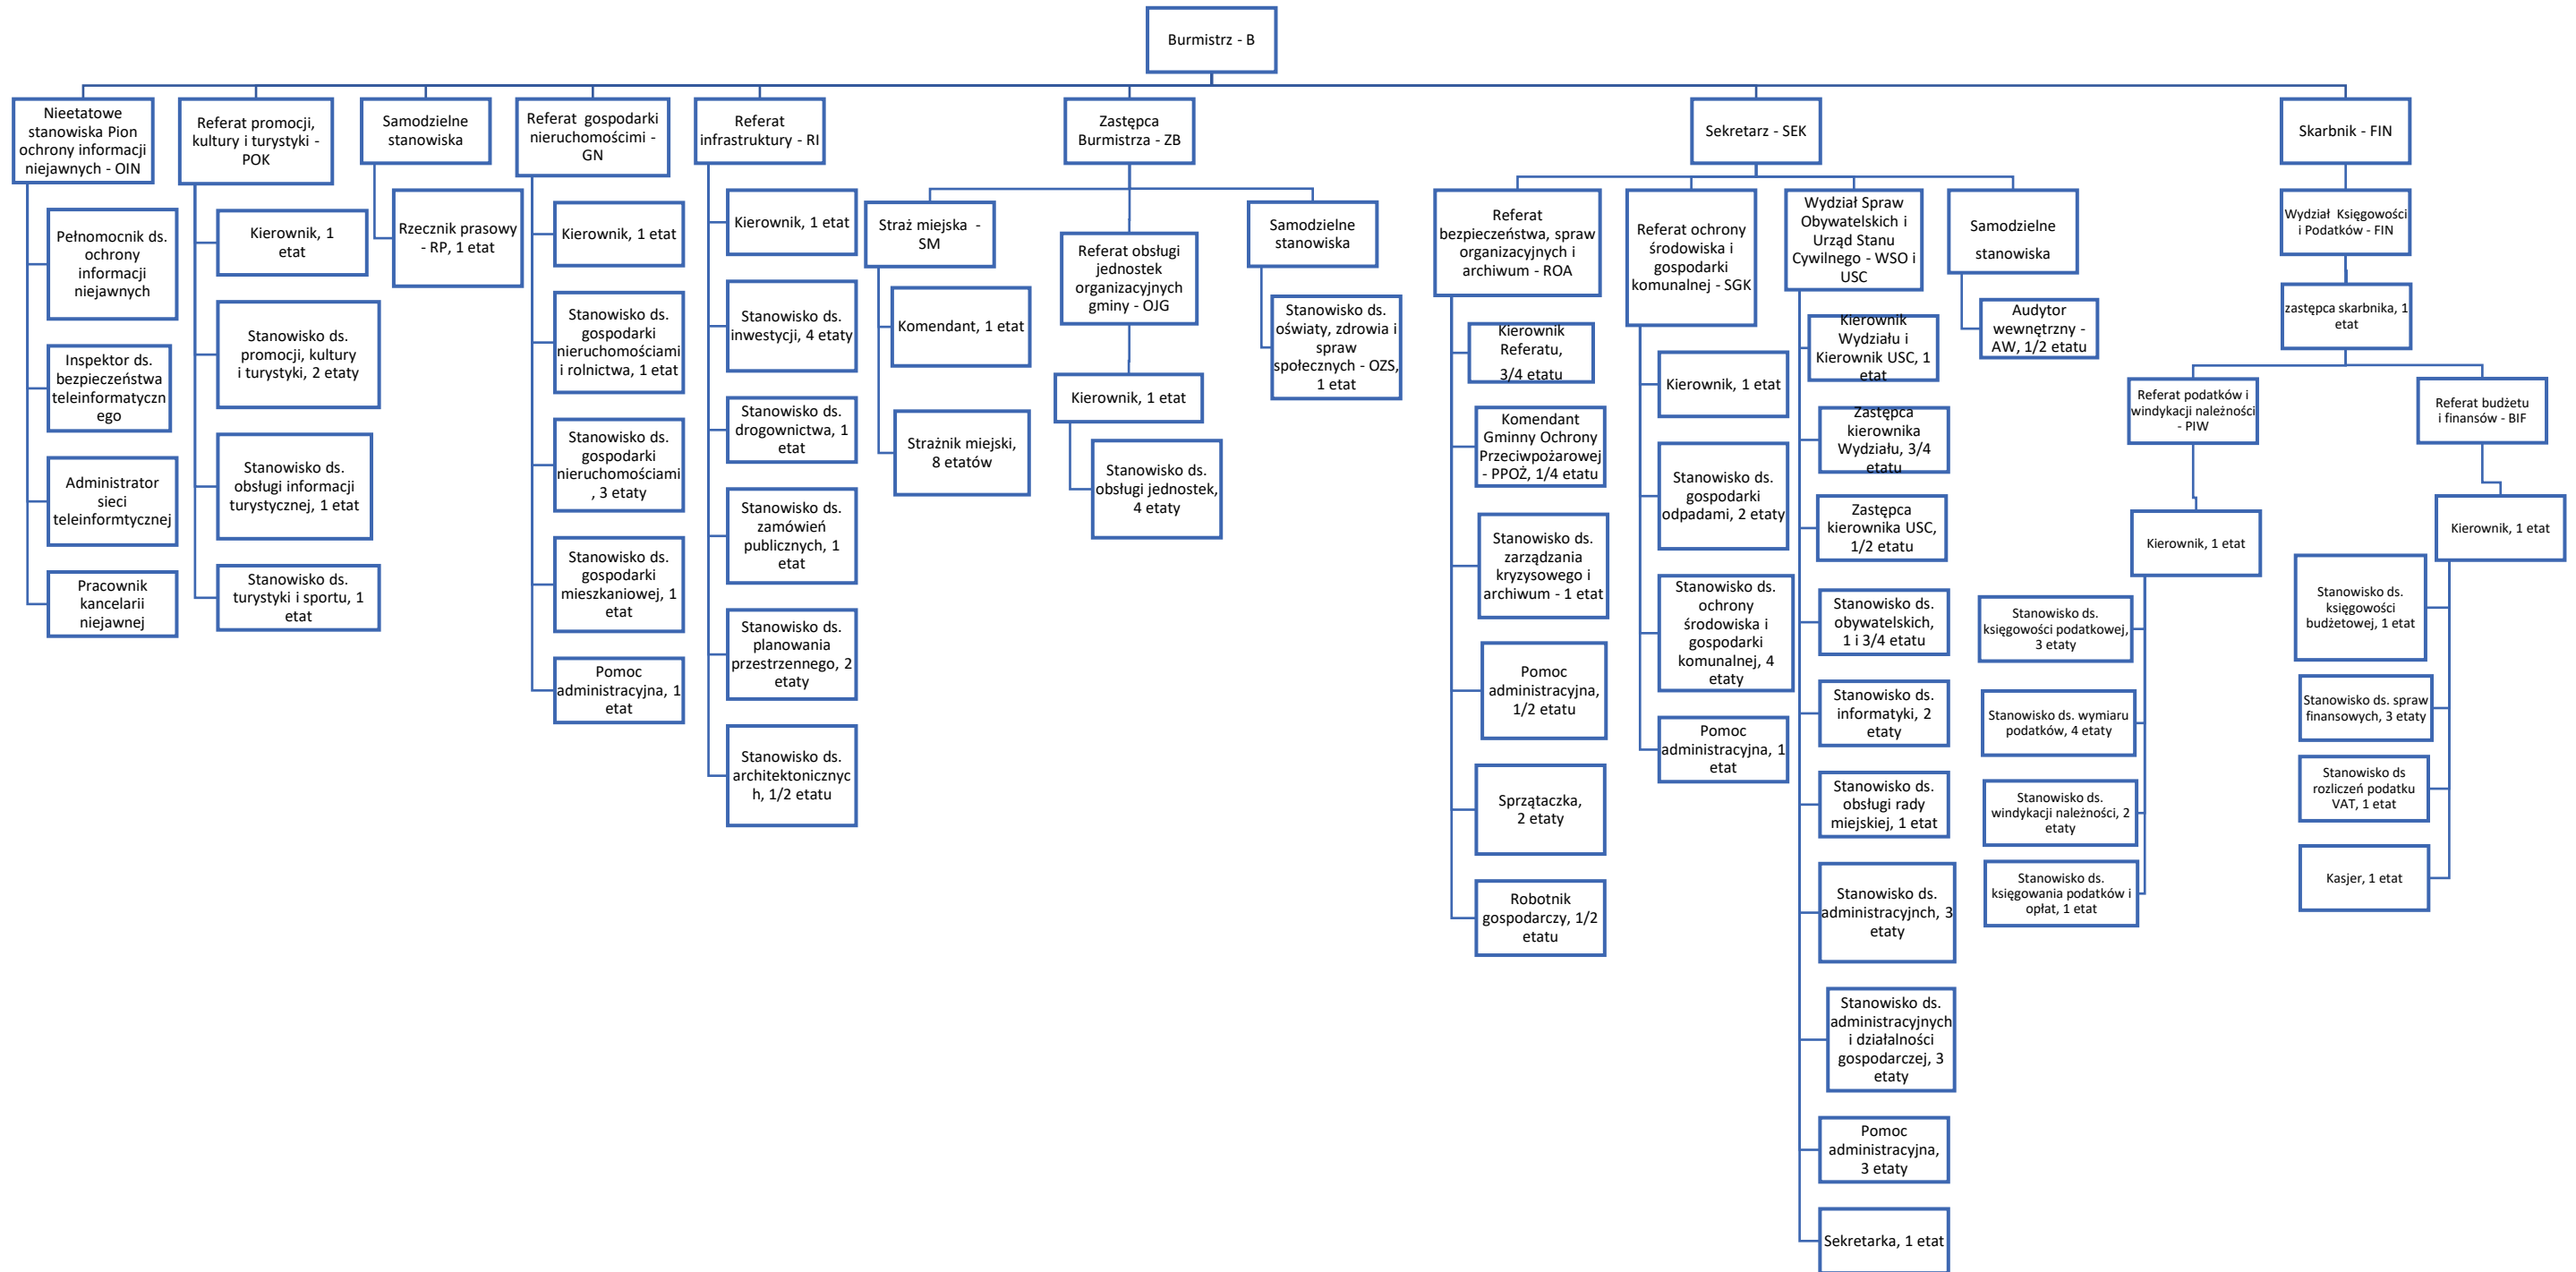 Burmistrz - B
Nieetatowe
stanowiska Pion
ochrony informacji
niejawnych - OIN
Pełnomocnik ds.
ochrony
informacji
niejawnych
Inspektor ds.
bezpieczeństwa
teleinformatyczn
ego
Administrator
sieci
teleinformtycznej
Pracownik
kancelarii
niejawnej
Referat promocji,
kultury i turystyki -
POK
Kierownik, 1
etat
Stanowisko ds.
promocji, kultury
i turystyki, 2 etaty
Stanowisko ds.
obsługi informacji
turystycznej, 1 etat
Stanowisko ds.
turystyki i sportu, 1
etat
Samodzielne
stanowiska
Rzecznik prasowy
- RP, 1 etat
Referat gospodarki
nieruchomościmi -
GN
Kierownik, 1 etat
Stanowisko ds.
gospodarki
nieruchomościami
i rolnictwa, 1 etat
Stanowisko ds.
gospodarki
nieruchomościami
, 3 etaty
Stanowisko ds.
gospodarki
mieszkaniowej, 1
etat
Pomoc
administracyjna, 1
etat
Referat
infrastruktury - RI
Kierownik, 1 etat
Stanowisko ds.
inwestycji, 4 etaty
Stanowisko ds.
drogownictwa, 1
etat
Stanowisko ds.
zamówień
publicznych, 1
etat
Stanowisko ds.
planowania
przestrzennego, 2
etaty
Stanowisko ds.
architektonicznyc
h, 1/2 etatu
Zastępca
Burmistrza - ZB
Straż miejska -
SM
Komendant, 1 etat
Strażnik miejski,
8 etatów
Referat obsługi
jednostek
organizacyjnych
gminy - OJG
Kierownik, 1 etat
Stanowisko ds.
obsługi jednostek,
4 etaty
Samodzielne
stanowiska
Stanowisko ds.
oświaty, zdrowia i
spraw
społecznych - OZS,
1 etat
Sekretarz - SEK
Referat
bezpieczeństwa, spraw
organizacyjnych i
archiwum - ROA
Kierownik
Referatu,
3/4 etatu
Komendant
Gminny Ochrony
Przeciwpożarowej
- PPOŻ, 1/4 etatu
Stanowisko ds.
zarządzania
kryzysowego i
archiwum - 1 etat
Pomoc
administracyjna,
1/2 etatu
Sprzątaczka,
2 etaty
Robotnik
gospodarczy, 1/2
etatu
Referat ochrony
środowiska i
gospodarki
komunalnej - SGK
Kierownik, 1 etat
Stanowisko ds.
gospodarki
odpadami, 2 etaty
Stanowisko ds.
ochrony
środowiska i
gospodarki
komunalnej, 4
etaty
Pomoc
administracyjna, 1
etat
Wydział Spraw
Obywatelskich i
Urząd Stanu
Cywilnego - WSO i
USC
Kierownik
Wydziału i
Kierownik USC, 1
etat
Zastępca
kierownika
Wydziału, 3/4
etatu
Zastępca
kierownika USC,
1/2 etatu
Stanowisko ds.
obywatelskich,
1 i 3/4 etatu
Stanowisko ds.
informatyki, 2
etaty
Stanowisko ds.
obsługi rady
miejskiej, 1 etat
Stanowisko ds.
administracyjnch, 3
etaty
Stanowisko ds.
administracyjnych
i działalności
gospodarczej, 3
etaty
Pomoc
administracyjna,
3 etaty
Sekretarka, 1 etat
Samodzielne
stanowiska
Audytor
wewnętrzny -
AW, 1/2 etatu
Skarbnik - FIN
Wydział Księgowości
i Podatków - FIN
zastępca skarbnika, 1
etat
Referat podatków i
windykacji należności
- PIW
Kierownik, 1 etat
Stanowisko ds.
księgowości podatkowej,
3 etaty
Stanowisko ds. wymiaru
podatków, 4 etaty
Stanowisko ds.
windykacji należności, 2
etaty
Stanowisko ds.
księgowania podatków i
opłat, 1 etat
Referat budżetu
i finansów - BIF
Kierownik, 1 etat
Stanowisko ds.
księgowości
budżetowej, 1 etat
Stanowisko ds. spraw
finansowych, 3 etaty
Stanowisko ds
rozliczeń podatku
VAT, 1 etat
Kasjer, 1 etat